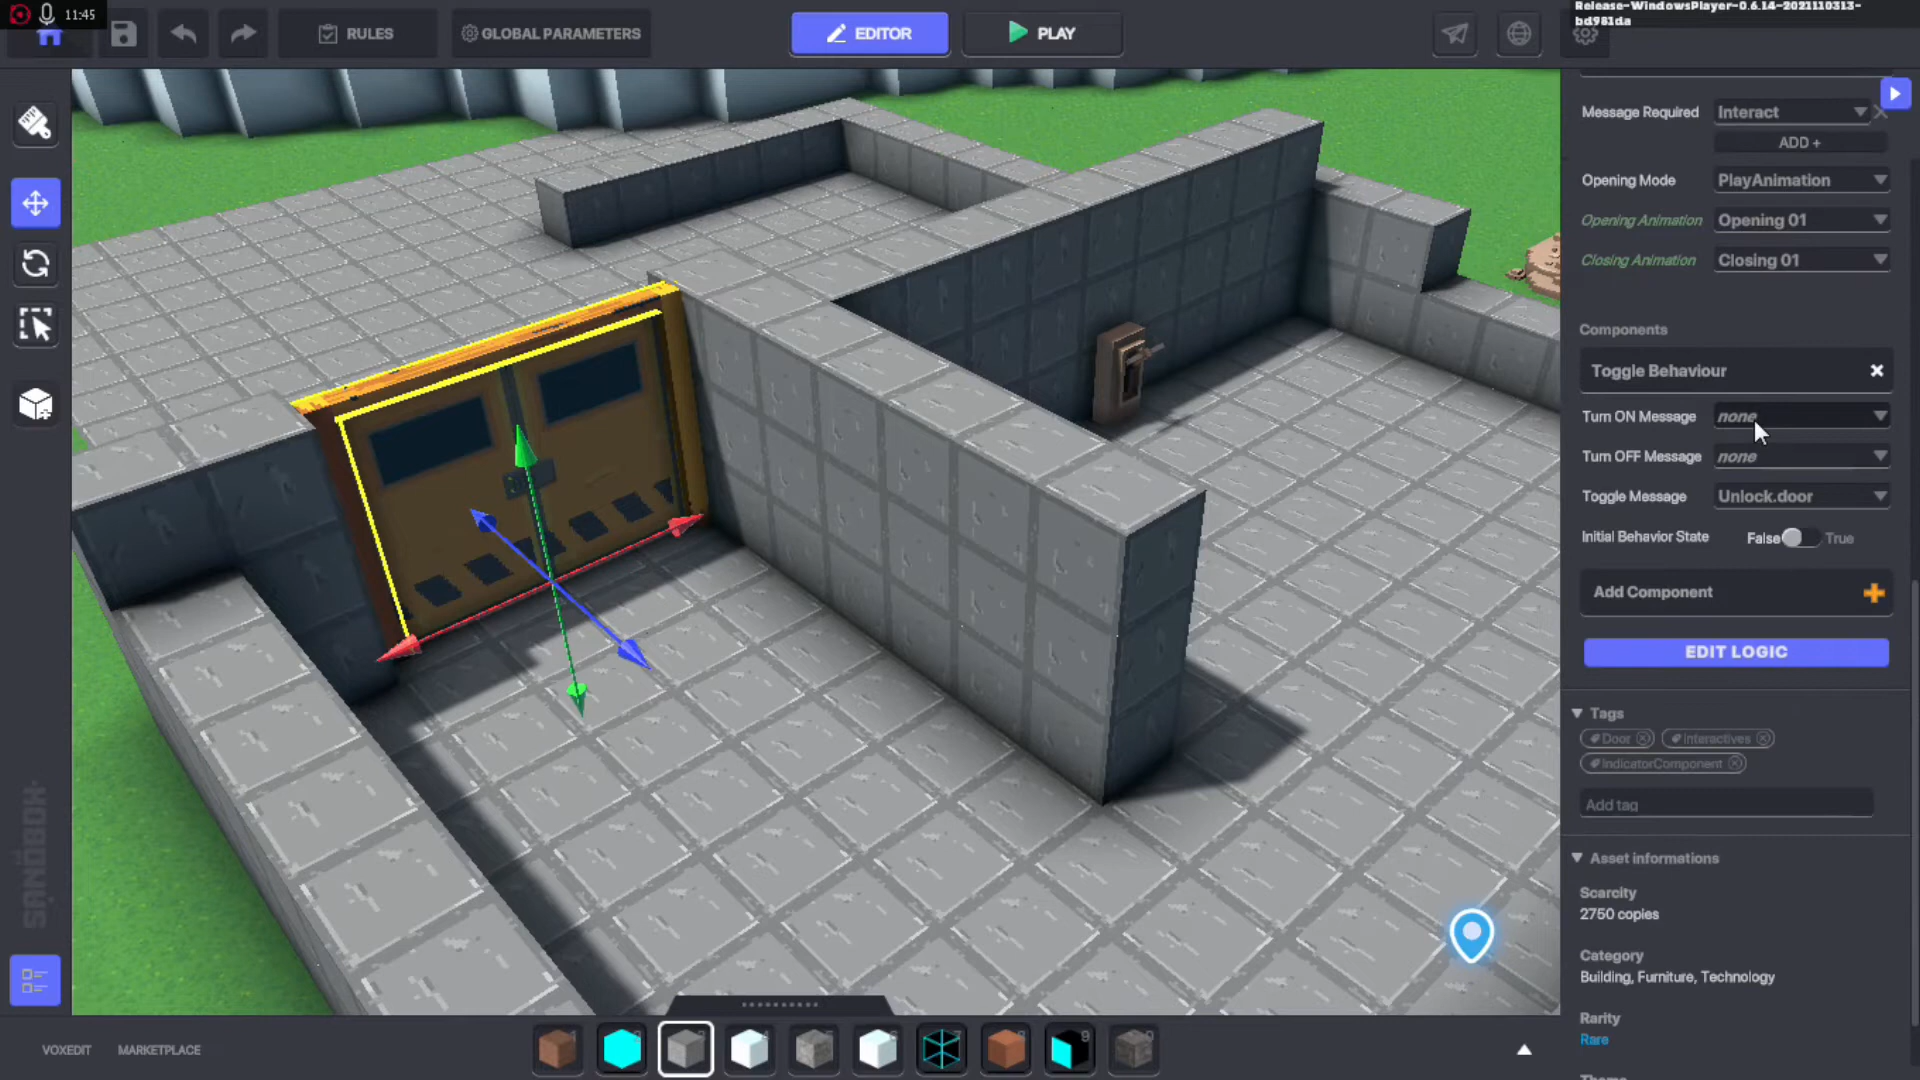 11:45
Release-WindowsPlayer-0.6.14-2021110313-
bd981da
RULES
GLOBAL PARAMETERS
EDITOR
PLAY
Message Required
Interact
ADD +
Opening Mode
PlayAnimation
Opening Animation
Opening 01
Closing Animation
Closing 01
Components
Toggle Behaviour
Turn ON Message
none
Turn OFF Message
none
Toggle Message
Unlock.door
Initial Behavior State
False
True
Add Component
EDIT LOGIC
Tags
Door
Interactives
IndicatorComponent
Add tag
Asset informations
Scarcity
2750 copies
Category
Building, Furniture, Technology
Rarity
Rare
SANDBOX
VOXEDIT
MARKETPLACE
9